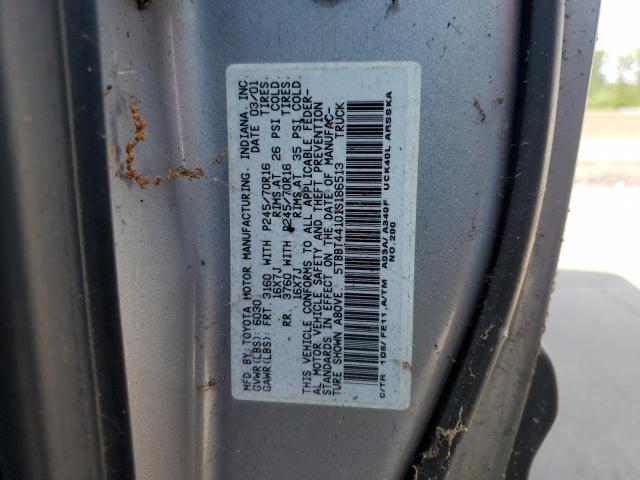 MFD. BY: TOYOTA MOTOR MANUFACTURING, INDIANA, INC.
GVWR(LBS): 6030 DATE 03/01
GAWR(LBS): FRT. 3160 WITH P245/70R16 TIRES,
16X7J RIMS,AT 26 PSI COLD.
RR. 3760 WITH P245/70R16 TIRES,
16X7J RIMS,AT 35 PSI COLD.
THIS VEHICLE CONFORMS TO ALL APPLICABLE FEDER-
AL MOTOR VEHICLE SAFETY AND THEFT PREVENTION
STANDARDS IN EFFECT ON THE DATE OF MANUFAC-
TURE SHOWN ABOVE. 5TBBT44101S186513 TRUCK
C/TR 1D6/FE11,A/TM A03A/A340F UCK40L ARSSKA
NO.200